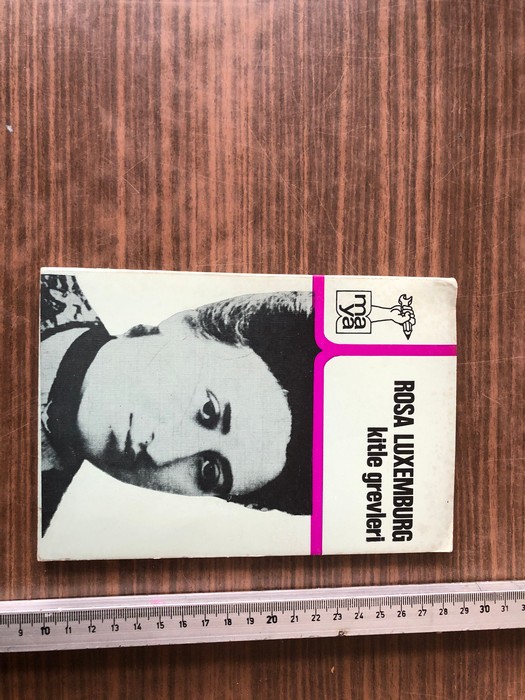 ma
ya
ROSA LUXEMBURG
kitle grevleri
9 10 11 12 13 14 15 16 17 18 19 20 21 22 23 24 25 26 27 28 29 30 31